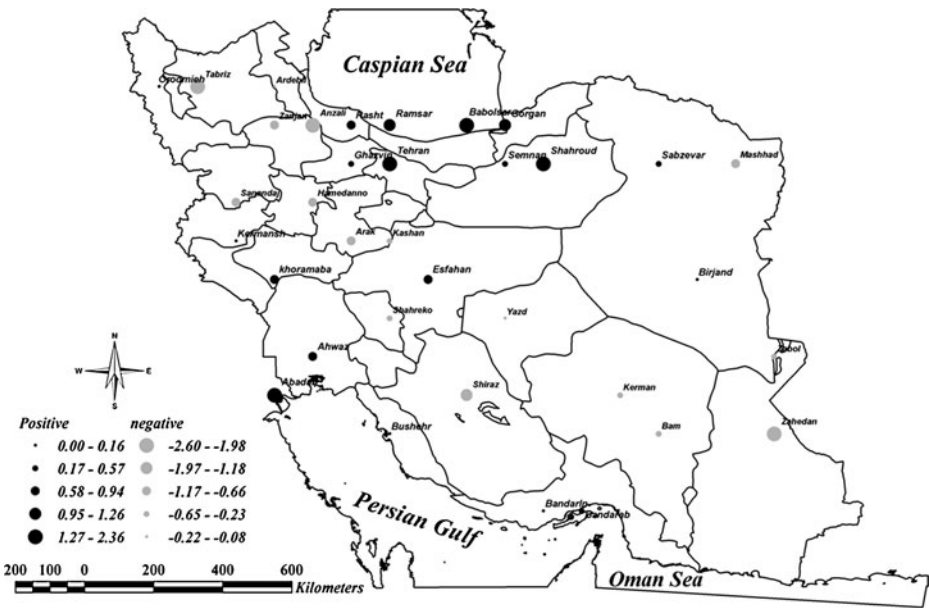 Caspian Sea
Oroomieh
Tabriz
Ardebil
Zanjan
Anzali
Rasht
Ramsar
Babolsar
Gorgan
Ghazvin
Tehran
Semnan
Shahroud
Sabzevar
Mashhad
Sanandaj
Hamedanno
Kermansh
Arak
Kashan
khoramaba
Esfahan
Birjand
Shahreko
Yazd
Ahwaz
Abadan
Shiraz
Kerman
Bam
Zahedan
Bushehr
Bandarln
Persian Gulf
Oman Sea
N
W E
S
Positive negative
0.00 - 0.16 -2.60 - -1.98
0.17 - 0.57 -1.97 - -1.18
0.58 - 0.94 -1.17 - -0.66
0.95 - 1.26 -0.65 - -0.23
1.27 - 2.36 -0.22 - -0.08
200 100 0 200 400 600
Kilometers